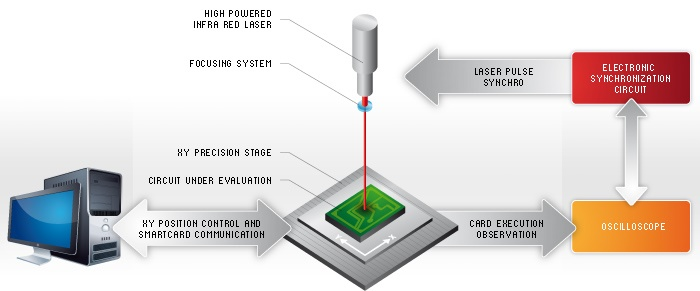 HIGH POWERED
INFRA RED LASER
FOCUSING SYSTEM
LASER PULSE
SYNCHRO
ELECTRONIC
SYNCHRONIZATION
CIRCUIT
XY PRECISION STAGE
CIRCUIT UNDER EVALUATION
XY POSITION CONTROL AND
SMARTCARD COMMUNICATION
Y
X
CARD EXECUTION
OBSERVATION
OSCILLOSCOPE